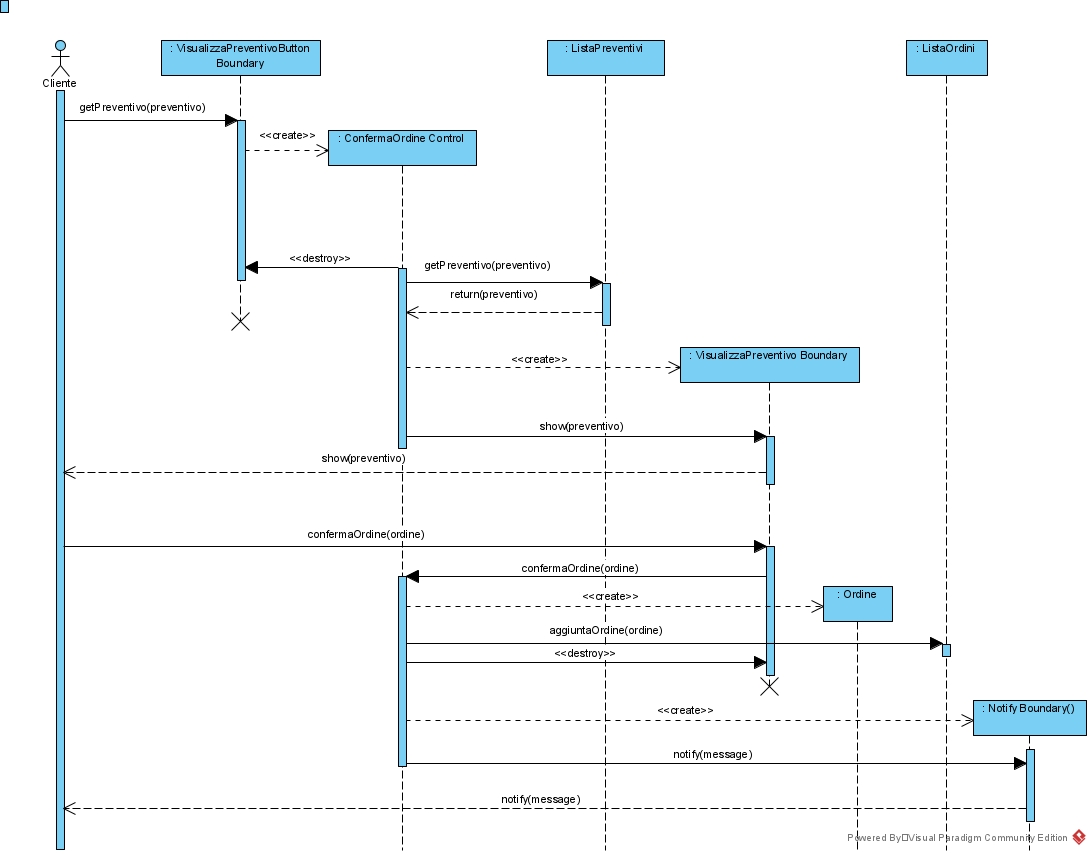 : VisualizzaPreventivoButton
Boundary
: ListaPreventivi
: ListaOrdini
Cliente
getPreventivo(preventivo)
<<create>>
: ConfermaOrdine Control
<<destroy>>
getPreventivo(preventivo)
return(preventivo)
<<create>>
: VisualizzaPreventivo Boundary
show(preventivo)
show(preventivo)
confermaOrdine(ordine)
confermaOrdine(ordine)
<<create>>
: Ordine
aggiuntaOrdine(ordine)
<<destroy>>
<<create>>
: Notify Boundary()
notify(message)
notify(message)
Powered By Visual Paradigm Community Edition